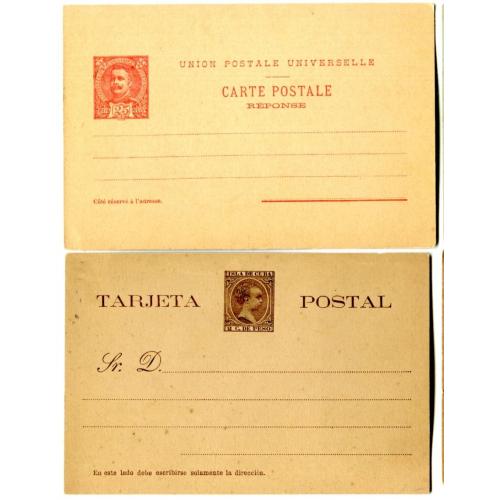 UNION POSTALE UNIVERSELLE
CARTE POSTALE
RÉPONSE
Côté réservé à l'adresse.
ISLA DE CUBA
TARJETA POSTAL
2 C. DE PESO
Sr. D.
En este lado debe escribirse solamente la dirección.